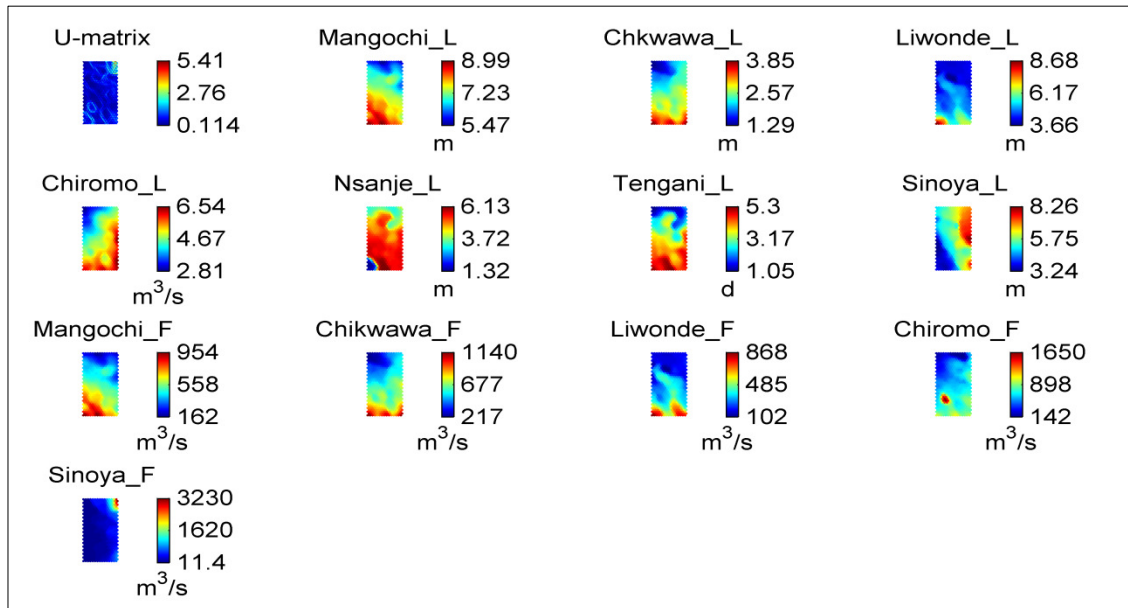 U-matrix
5.41
2.76
0.114
Mangochi_L
8.99
7.23
5.47
m
Chkwawa_L
3.85
2.57
1.29
m
Liwonde_L
8.68
6.17
3.66
m
Chiromo_L
6.54
4.67
2.81
m³/s
Nsanje_L
6.13
3.72
1.32
m
Tengani_L
5.3
3.17
1.05
d
Sinoya_L
8.26
5.75
3.24
m
Mangochi_F
954
558
162
m³/s
Chikwawa_F
1140
677
217
m³/s
Liwonde_F
868
485
102
m³/s
Chiromo_F
1650
898
142
m³/s
Sinoya_F
3230
1620
11.4
m³/s